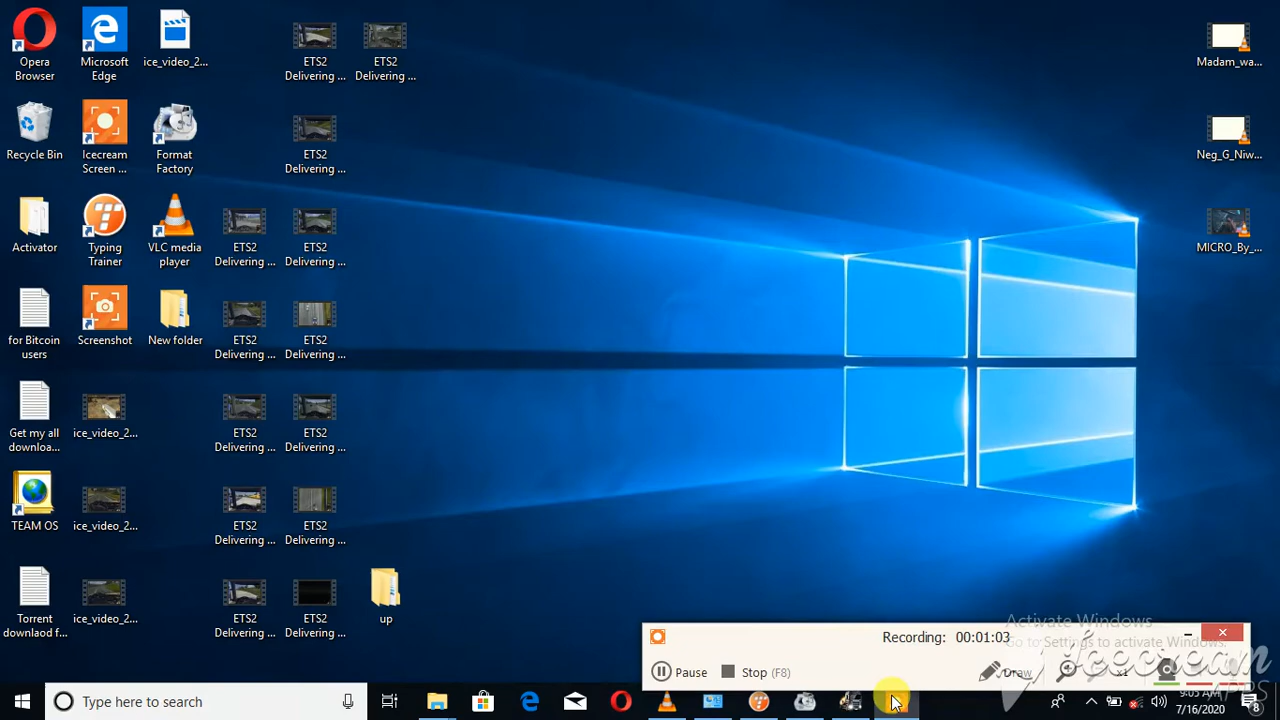 Opera
Browser
Microsoft
Edge
ice_video_2...
ETS2
Delivering ...
ETS2
Delivering ...
Madam_wa...
Recycle Bin
Icecream
Screen ...
Format
Factory
ETS2
Delivering ...
Neg_G_Niw...
Activator
Typing
Trainer
VLC media
player
ETS2
Delivering ...
ETS2
Delivering ...
MICRO_By_...
for Bitcoin
users
Screenshot
New folder
ETS2
Delivering ...
ETS2
Delivering ...
Get my all
downloa...
ice_video_2...
ETS2
Delivering ...
ETS2
Delivering ...
TEAM OS
ice_video_2...
ETS2
Delivering ...
ETS2
Delivering ...
Torrent
downlaod f...
ice_video_2...
ETS2
Delivering ...
ETS2
Delivering ...
up
Activate Windows
Go to Settings to activate Windows.
Recording: 00:01:03
Pause
Stop (F8)
Draw
x1
Icecream
APPS
Type here to search
9:05 AM
7/16/2020
8